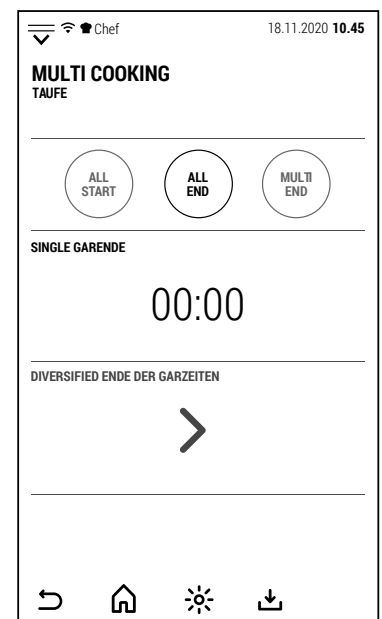 Chef 18.11.2020 10.45
MULTI COOKING
TAUFE
ALL START
ALL END
MULTI END
SINGLE GARENDE
00:00
DIVERSIFIED ENDE DER GARZEITEN